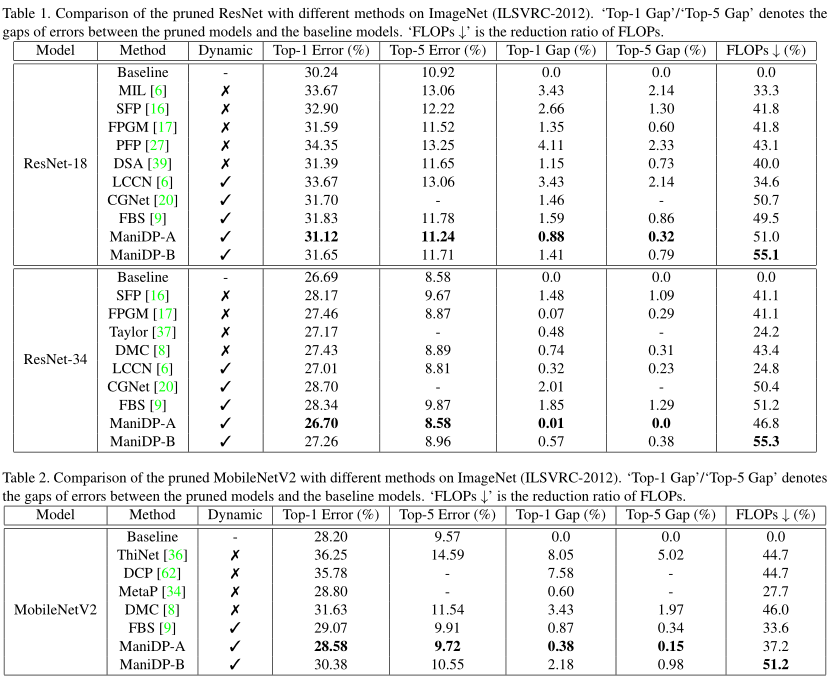 Table 1. Comparison of the pruned ResNet with different methods on ImageNet (ILSVRC-2012). ‘Top-1 Gap’/‘Top-5 Gap’ denotes the
gaps of errors between the pruned models and the baseline models. ‘FLOPs ↓’ is the reduction ratio of FLOPs.
Model Method Dynamic Top-1 Error (%) Top-5 Error (%) Top-1 Gap (%) Top-5 Gap (%) FLOPs ↓ (%)
Baseline - 30.24 10.92 0.0 0.0 0.0
MIL [6] ✗ 33.67 13.06 3.43 2.14 33.3
SFP [16] ✗ 32.90 12.22 2.66 1.30 41.8
FPGM [17] ✗ 31.59 11.52 1.35 0.60 41.8
PFP [27] ✗ 34.35 13.25 4.11 2.33 43.1
ResNet-18 DSA [39] ✗ 31.39 11.65 1.15 0.73 40.0
LCCN [6] ✓ 33.67 13.06 3.43 2.14 34.6
CGNet [20] ✓ 31.70 - 1.46 - 50.7
FBS [9] ✓ 31.83 11.78 1.59 0.86 49.5
ManiDP-A ✓ 31.12 11.24 0.88 0.32 51.0
ManiDP-B ✓ 31.65 11.71 1.41 0.79 55.1
Baseline - 26.69 8.58 0.0 0.0 0.0
SFP [16] ✗ 28.17 9.67 1.48 1.09 41.1
FPGM [17] ✗ 27.46 8.87 0.07 0.29 41.1
Taylor [37] ✗ 27.17 - 0.48 - 24.2
ResNet-34 DMC [8] ✗ 27.43 8.89 0.74 0.31 43.4
LCCN [6] ✓ 27.01 8.81 0.32 0.23 24.8
CGNet [20] ✓ 28.70 - 2.01 - 50.4
FBS [9] ✓ 28.34 9.87 1.85 1.29 51.2
ManiDP-A ✓ 26.70 8.58 0.01 0.0 46.8
ManiDP-B ✓ 27.26 8.96 0.57 0.38 55.3
Table 2. Comparison of the pruned MobileNetV2 with different methods on ImageNet (ILSVRC-2012). ‘Top-1 Gap’/‘Top-5 Gap’ denotes
the gaps of errors between the pruned models and the baseline models. ‘FLOPs ↓’ is the reduction ratio of FLOPs.
Model Method Dynamic Top-1 Error (%) Top-5 Error (%) Top-1 Gap (%) Top-5 Gap (%) FLOPs ↓ (%)
Baseline - 28.20 9.57 0.0 0.0 0.0
ThiNet [36] ✗ 36.25 14.59 8.05 5.02 44.7
DCP [62] ✗ 35.78 - 7.58 - 44.7
MetaP [34] ✗ 28.80 - 0.60 - 27.7
MobileNetV2 DMC [8] ✗ 31.63 11.54 3.43 1.97 46.0
FBS [9] ✓ 29.07 9.91 0.87 0.34 33.6
ManiDP-A ✓ 28.58 9.72 0.38 0.15 37.2
ManiDP-B ✓ 30.38 10.55 2.18 0.98 51.2